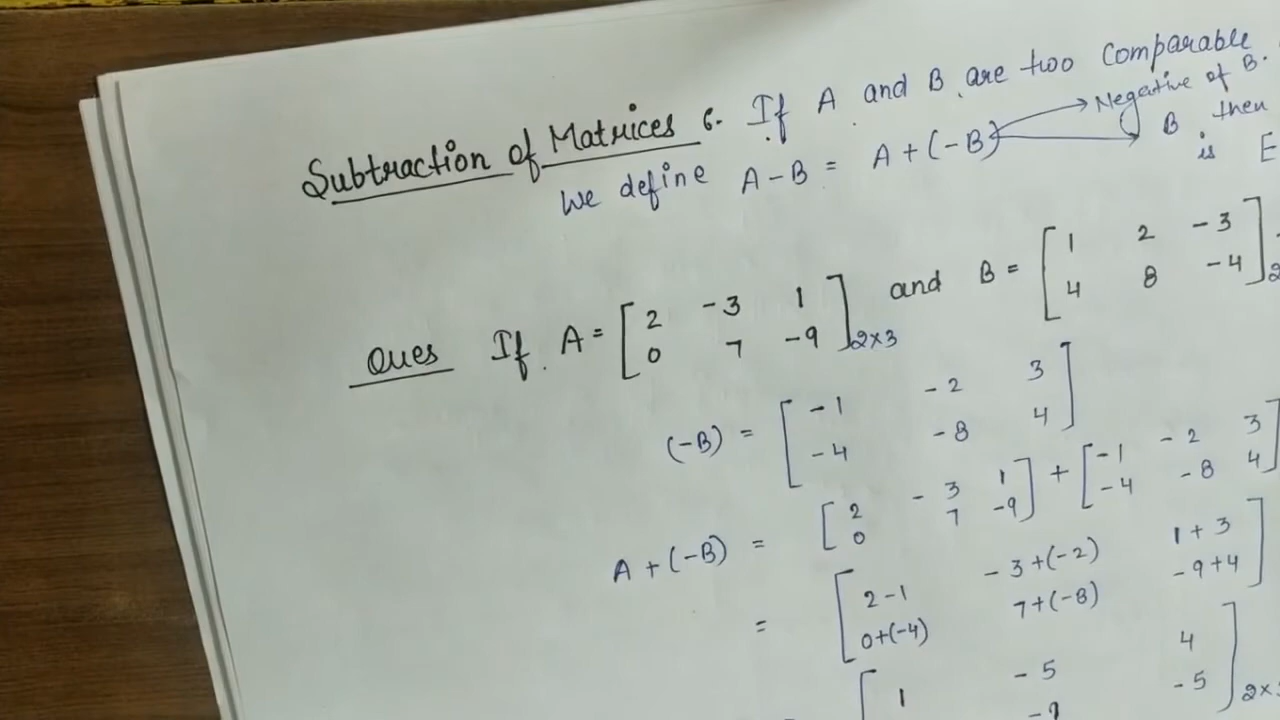 Subtraction of Matrices 6. If A and B are two Comparable
We define A-B = A+(-B) → Negative of B.
B then
is E
Ques If A = [ 2 -3 1
0 7 -9 ]2×3 and B = [ 1 2 -3
4 8 -4 ]2
(-B) = [ -1 -2 3
-4 -8 4 ]
A+(-B) = [ 2 -3 1
0 7 -9 ] + [ -1 -2 3
-4 -8 4 ]
= [ 2-1 -3+(-2) 1+3
0+(-4) 7+(-8) -9+4 ]
[ 1 -5 4
-1 -5 ]2×